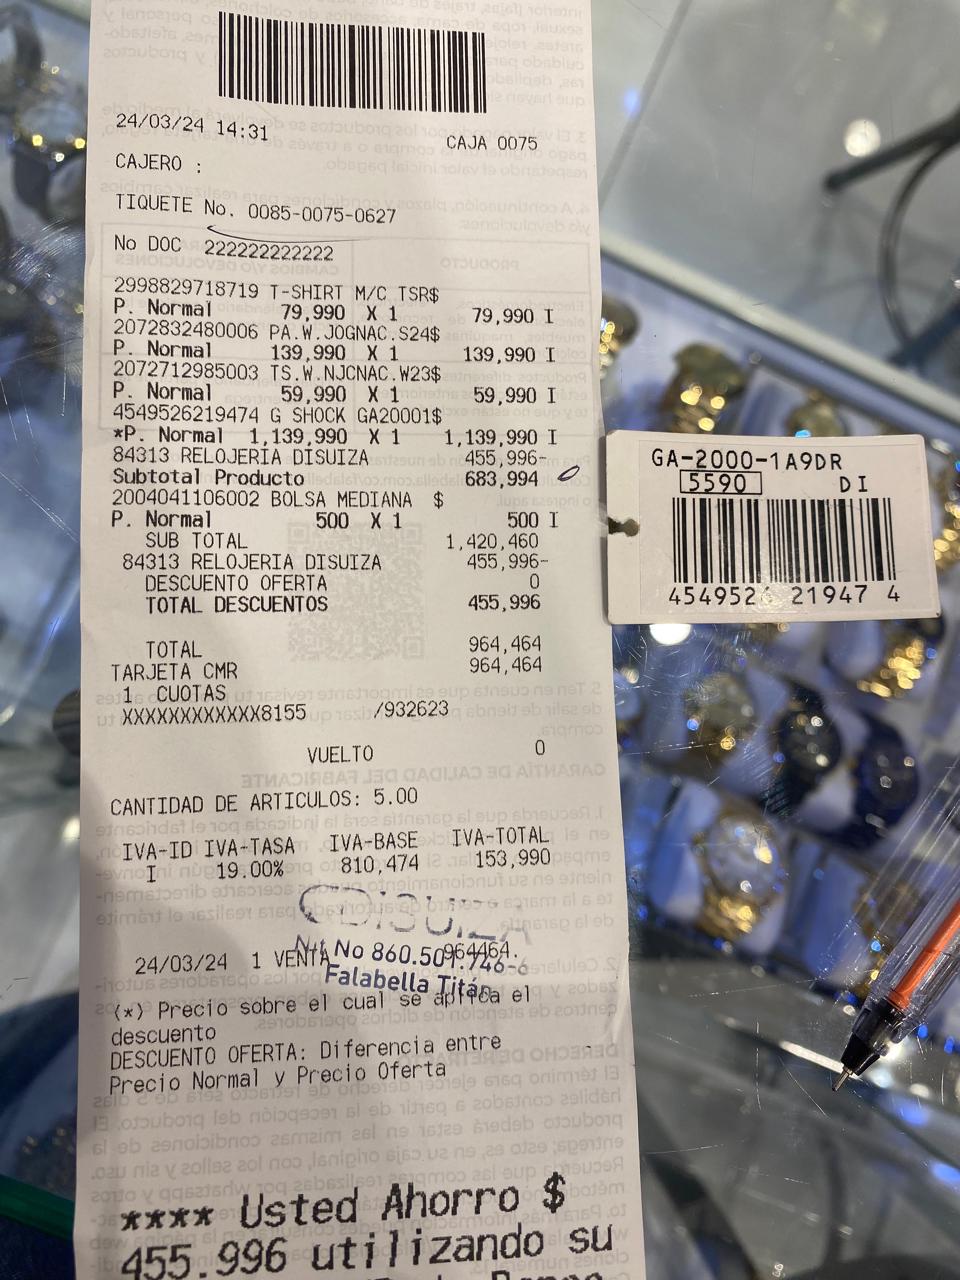 24/03/24 14:31
CAJA 0075
CAJERO :
TIQUETE No. 0085-0075-0627
No DOC 222222222222
2998829718719 T-SHIRT M/C TSR$
P. Normal 79,990 X 1 79,990 I
2072832480006 PA.W.JOGNAC.S24$
P. Normal 139,990 X 1 139,990 I
2072712985003 TS.W.NJCNAC.W23$
P. Normal 59,990 X 1 59,990 I
4549526219474 G SHOCK GA20001$
*P. Normal 1,139,990 X 1 1,139,990 I
84313 RELOJERIA DISUIZA 455,996-
Subtotal Producto 683,994
2004041106002 BOLSA MEDIANA $
P. Normal 500 X 1 500 I
SUB TOTAL 1,420,460
84313 RELOJERIA DISUIZA 455,996-
DESCUENTO OFERTA 0
TOTAL DESCUENTOS 455,996
TOTAL 964,464
TARJETA CMR 964,464
1 CUOTAS
XXXXXXXXXXXX8155 /932623
VUELTO 0
CANTIDAD DE ARTICULOS: 5.00
IVA-ID IVA-TASA IVA-BASE IVA-TOTAL
I 19.00% 810,474 153,990
DISUIZA
Nit No 860.501.746-6
Falabella Titán
24/03/24 1 VENTA 964464.
(*) Precio sobre el cual se aplica el
descuento
DESCUENTO OFERTA: Diferencia entre
Precio Normal y Precio Oferta
**** Usted Ahorro $
455.996 utilizando su
GA-2000-1A9DR
5590 DI
4549526 21947 4